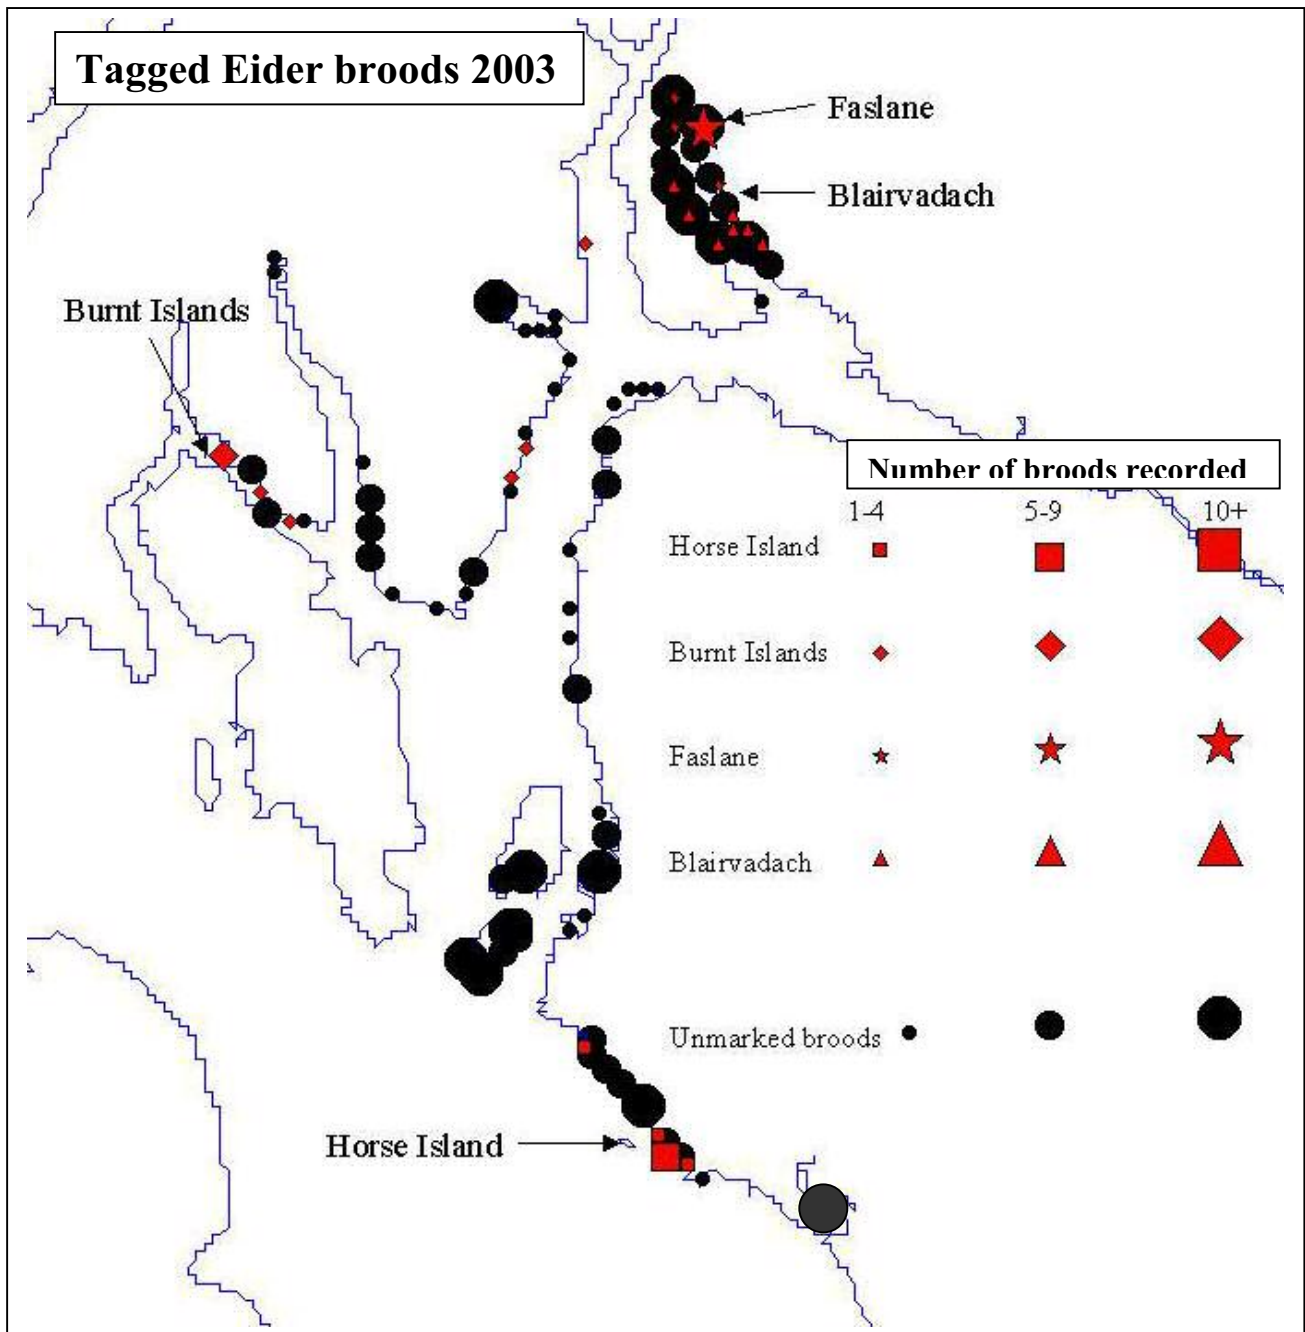 Tagged Eider broods 2003
Faslane
Blairvadach
Burnt Islands
Number of broods recorded
1-4 5-9 10+
Horse Island
Burnt Islands
Faslane
Blairvadach
Unmarked broods
Horse Island